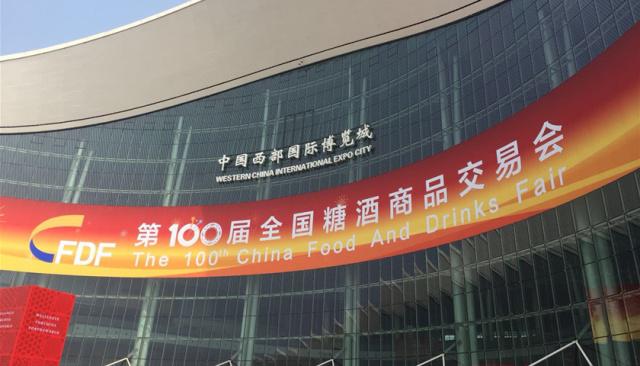 中国西部国际博览城
WESTERN CHINA INTERNATIONAL EXPO CITY
CFDF
第100届全国糖酒商品交易会
The 100th China Food And Drinks Fair